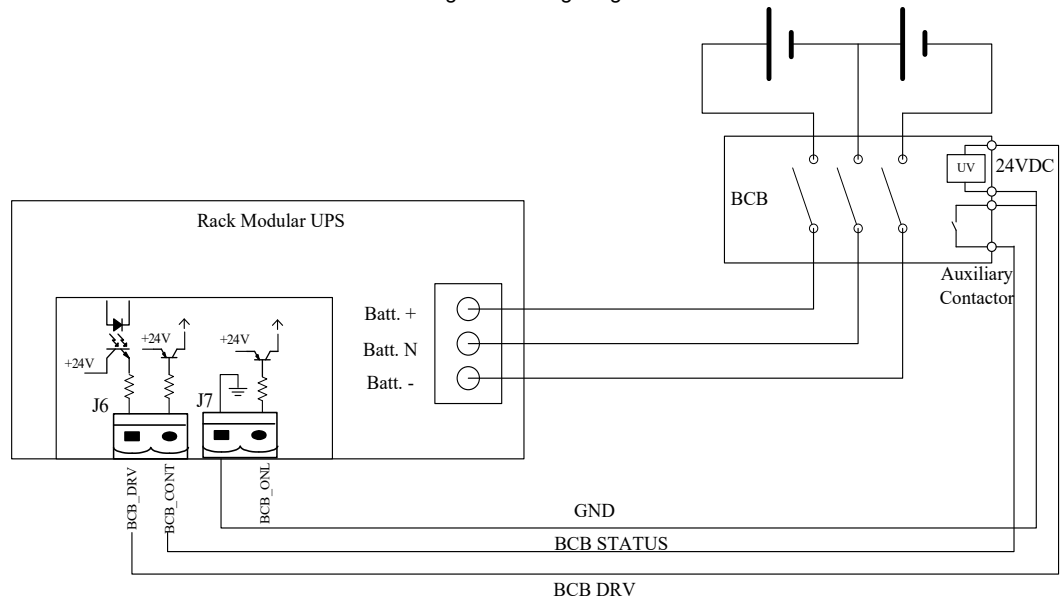 UV
24VDC
BCB
Rack Modular UPS
Auxiliary
Contactor
Batt. +
Batt. N
Batt. -
+24V
+24V
+24V
J6
J7
BCB_DRV
BCB_CONT
BCB_ONL
GND
BCB STATUS
BCB DRV